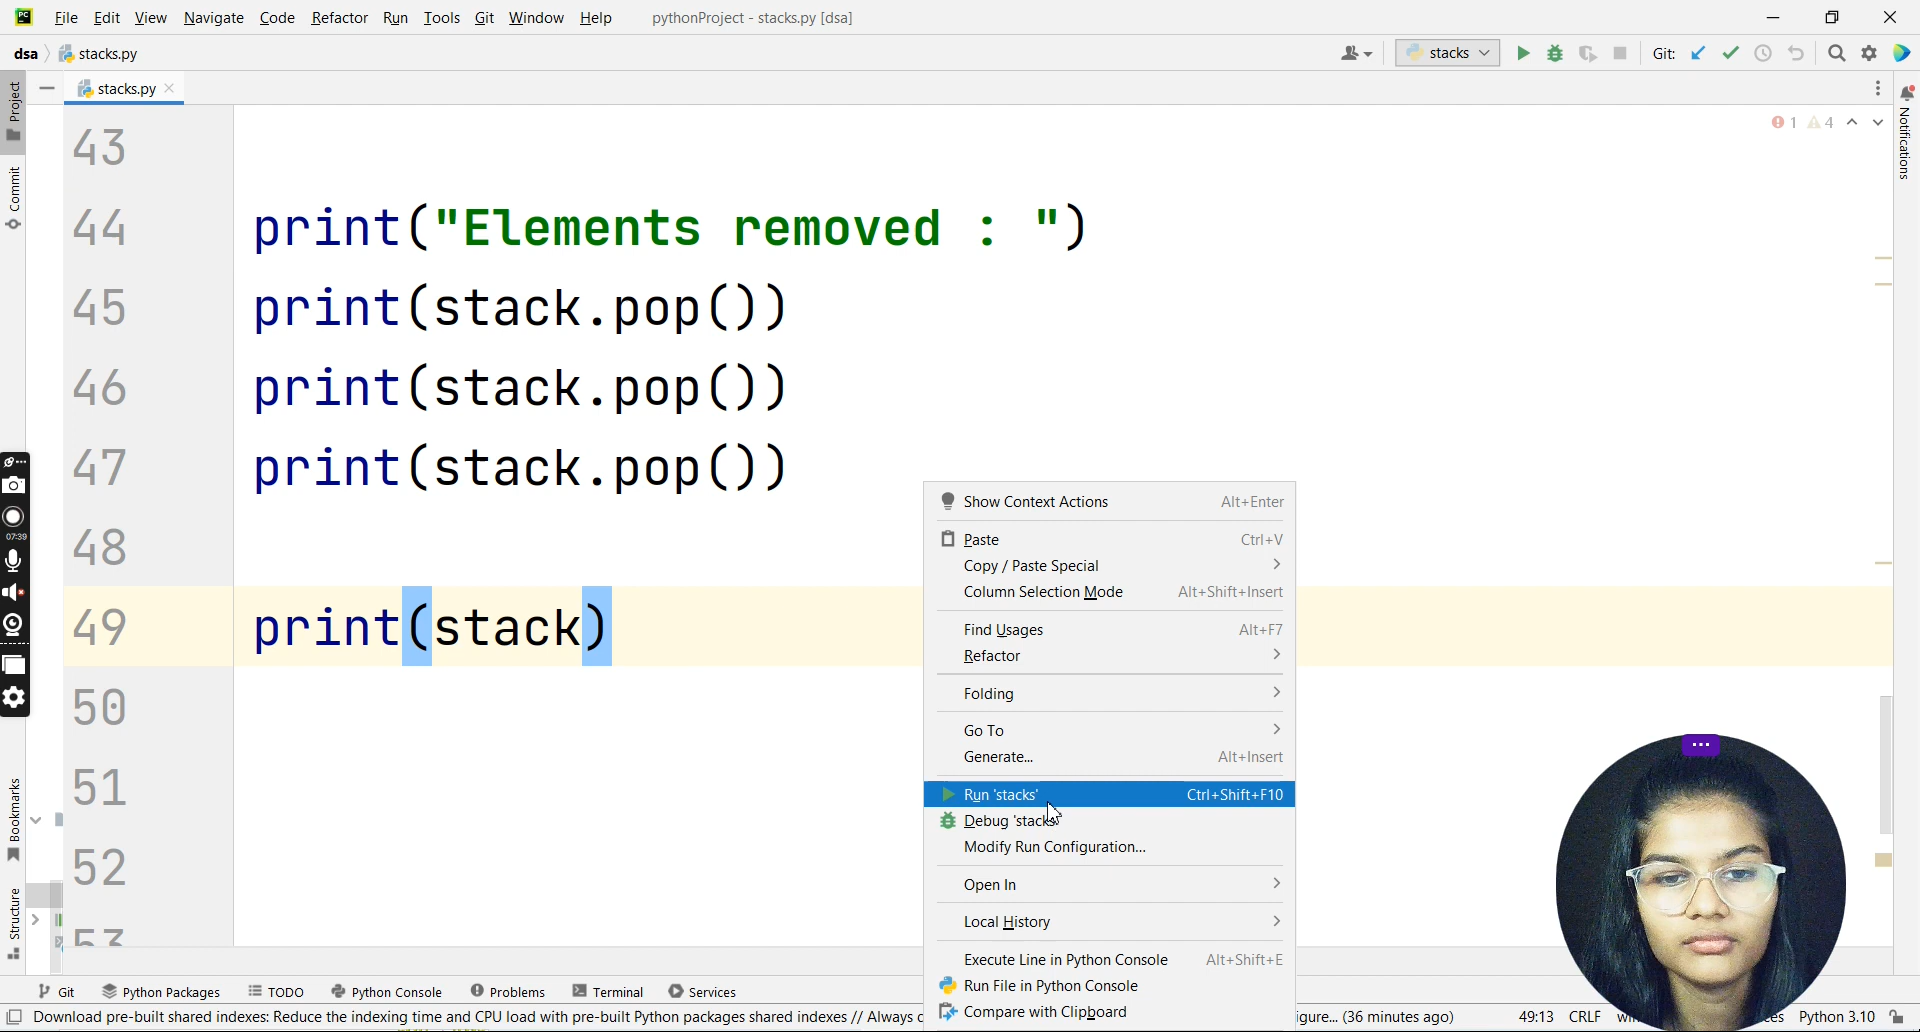 File Edit View Navigate Code Refactor Run Tools Git Window Help pythonProject - stacks.py [dsa]
dsa stacks.py stacks Git:
Project stacks.py
1 4
Notifications
Commit
43
44 print("Elements removed : ")
45 print(stack.pop())
46 print(stack.pop())
47 print(stack.pop())
48
49 print(stack)
50
51
52
53
07:39
Show Context Actions Alt+Enter
Paste Ctrl+V
Copy / Paste Special
Column Selection Mode Alt+Shift+Insert
Find Usages Alt+F7
Refactor
Folding
Go To
Generate... Alt+Insert
Run 'stacks' Ctrl+Shift+F10
Debug 'stacks'
Modify Run Configuration...
Open In
Local History
Execute Line in Python Console Alt+Shift+E
Run File in Python Console
Compare with Clipboard
Bookmarks
Structure
Git Python Packages TODO Python Console Problems Terminal Services
Download pre-built shared indexes: Reduce the indexing time and CPU load with pre-built Python packages shared indexes // Always igure... (36 minutes ago) 49:13 CRLF Python 3.10